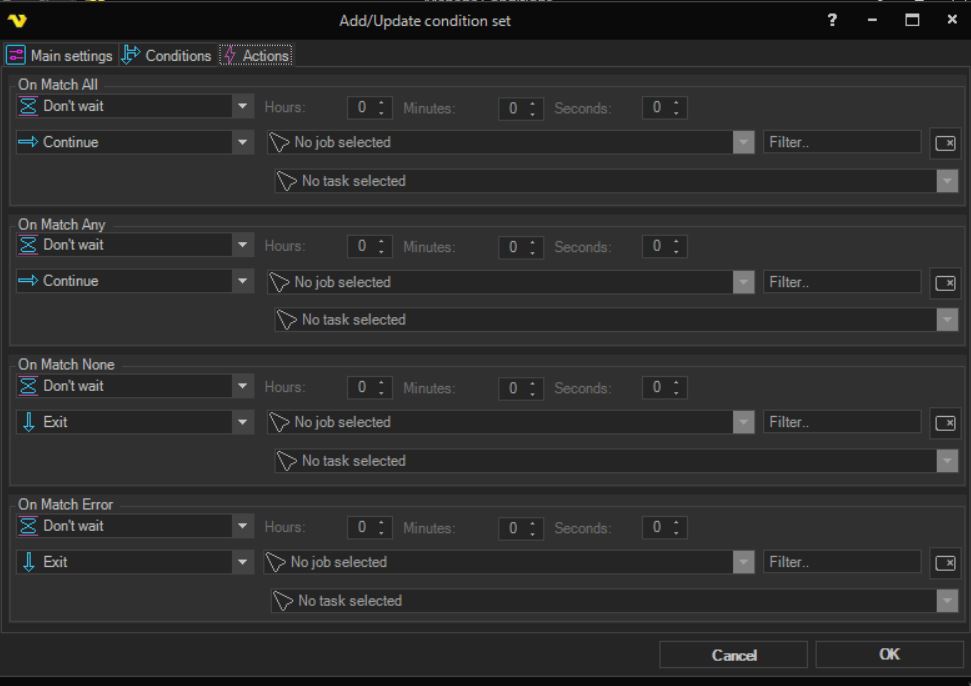 Add/Update condition set ?
Main settings Conditions Actions
On Match All
Don't wait Hours: 0 Minutes: 0 Seconds: 0
Continue No job selected Filter..
No task selected
On Match Any
Don't wait Hours: 0 Minutes: 0 Seconds: 0
Continue No job selected Filter..
No task selected
On Match None
Don't wait Hours: 0 Minutes: 0 Seconds: 0
Exit No job selected Filter..
No task selected
On Match Error
Don't wait Hours: 0 Minutes: 0 Seconds: 0
Exit No job selected Filter..
No task selected
Cancel OK